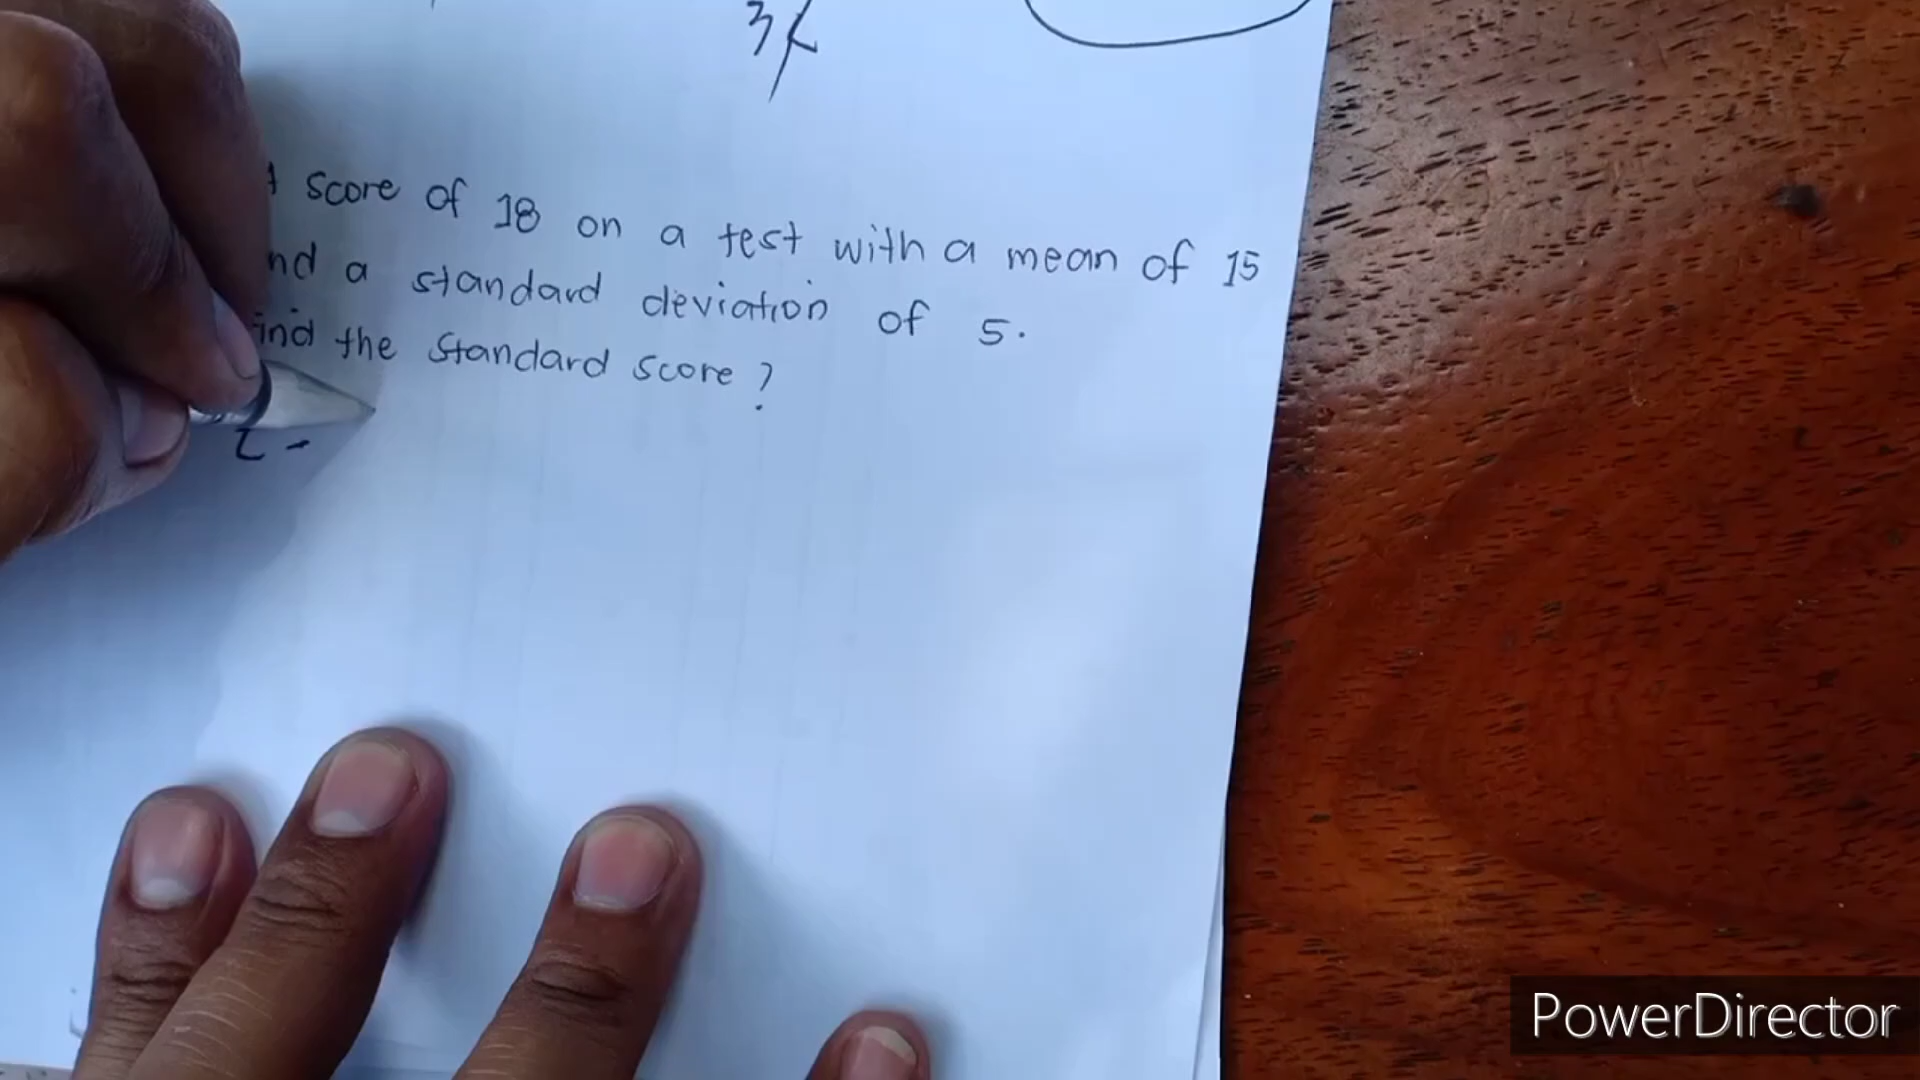 score of 18 on a test with a mean of 15
nd a standard deviation of 5.
ind the standard score?
PowerDirector